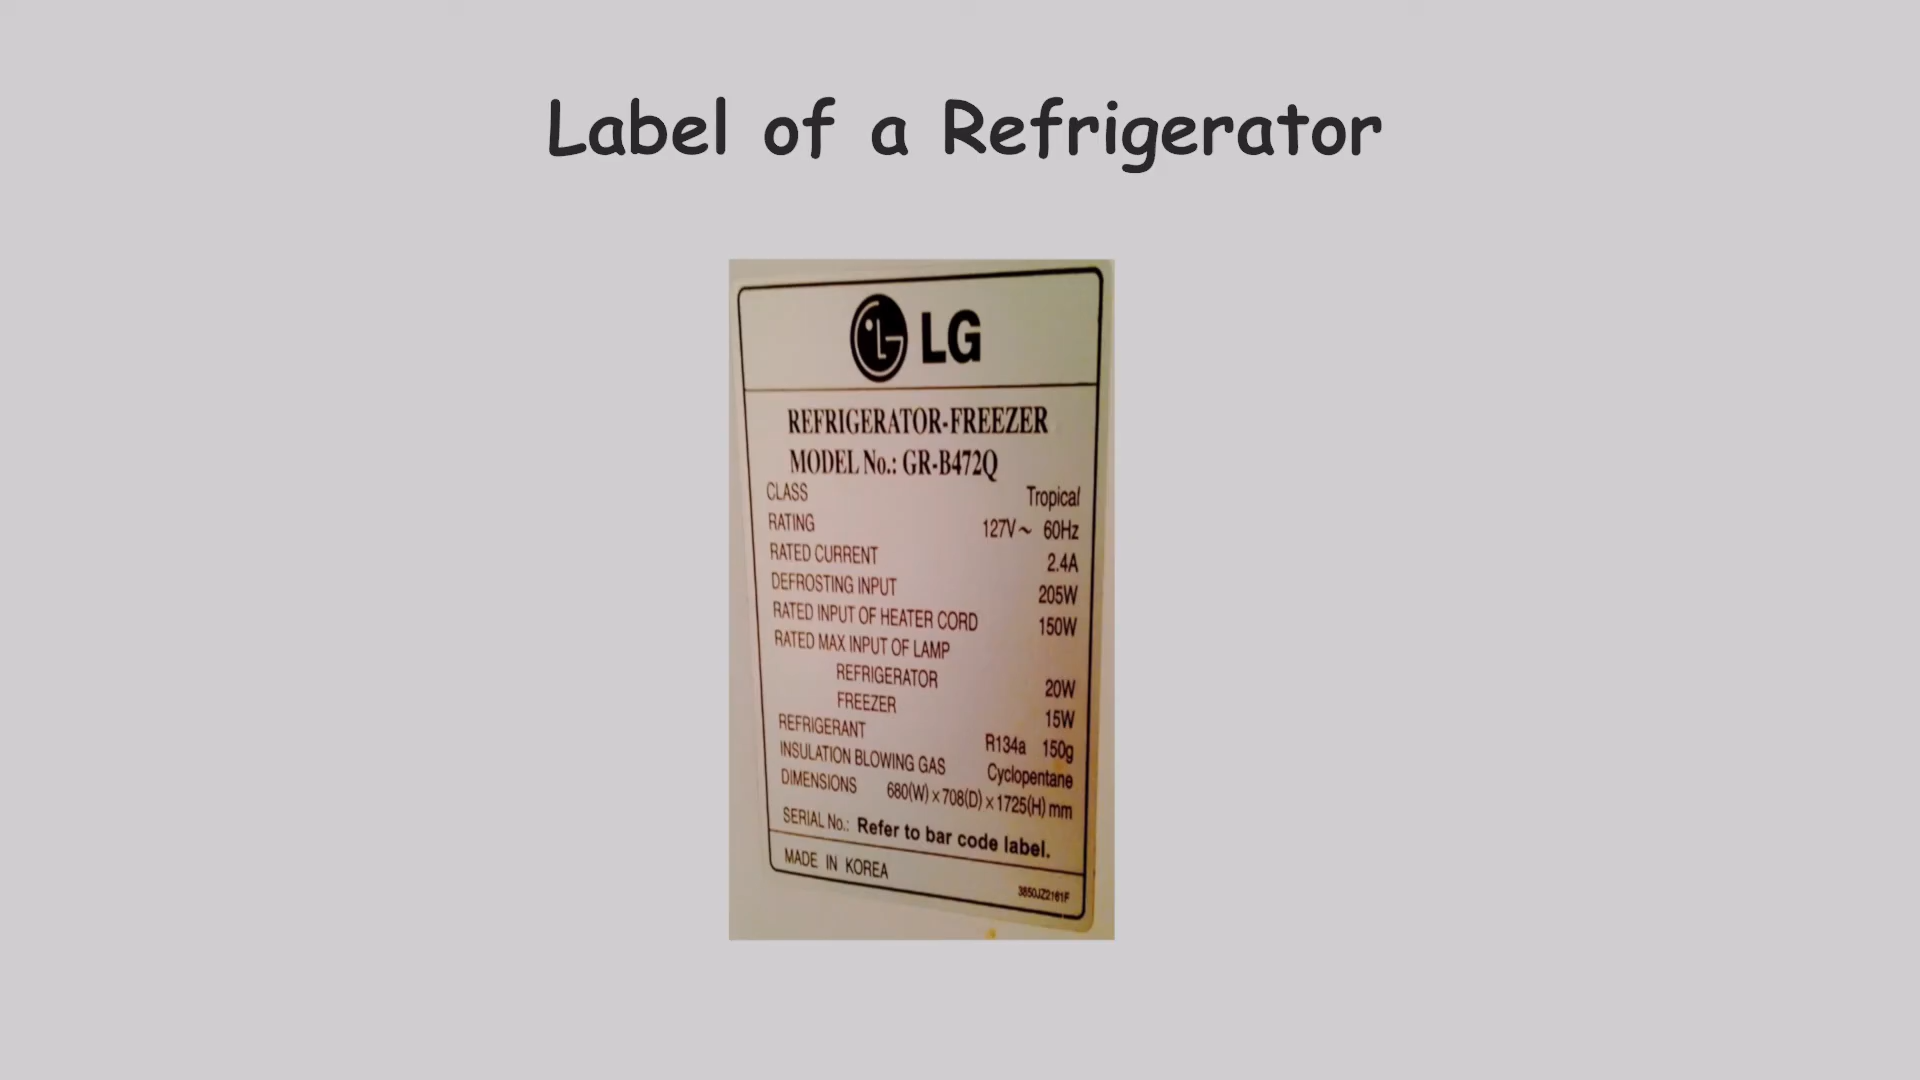 Label of a Refrigerator
LG
REFRIGERATOR-FREEZER
MODEL No.: GR-B472Q
CLASS Tropical
RATING 127V~ 60Hz
RATED CURRENT 2.4A
DEFROSTING INPUT 205W
RATED INPUT OF HEATER CORD 150W
RATED MAX INPUT OF LAMP
REFRIGERATOR 20W
FREEZER 15W
REFRIGERANT R134a 150g
INSULATION BLOWING GAS Cyclopentane
DIMENSIONS 680(W)x708(D)x1725(H)mm
SERIAL No.: Refer to bar code label.
MADE IN KOREA
3850JZ2161F